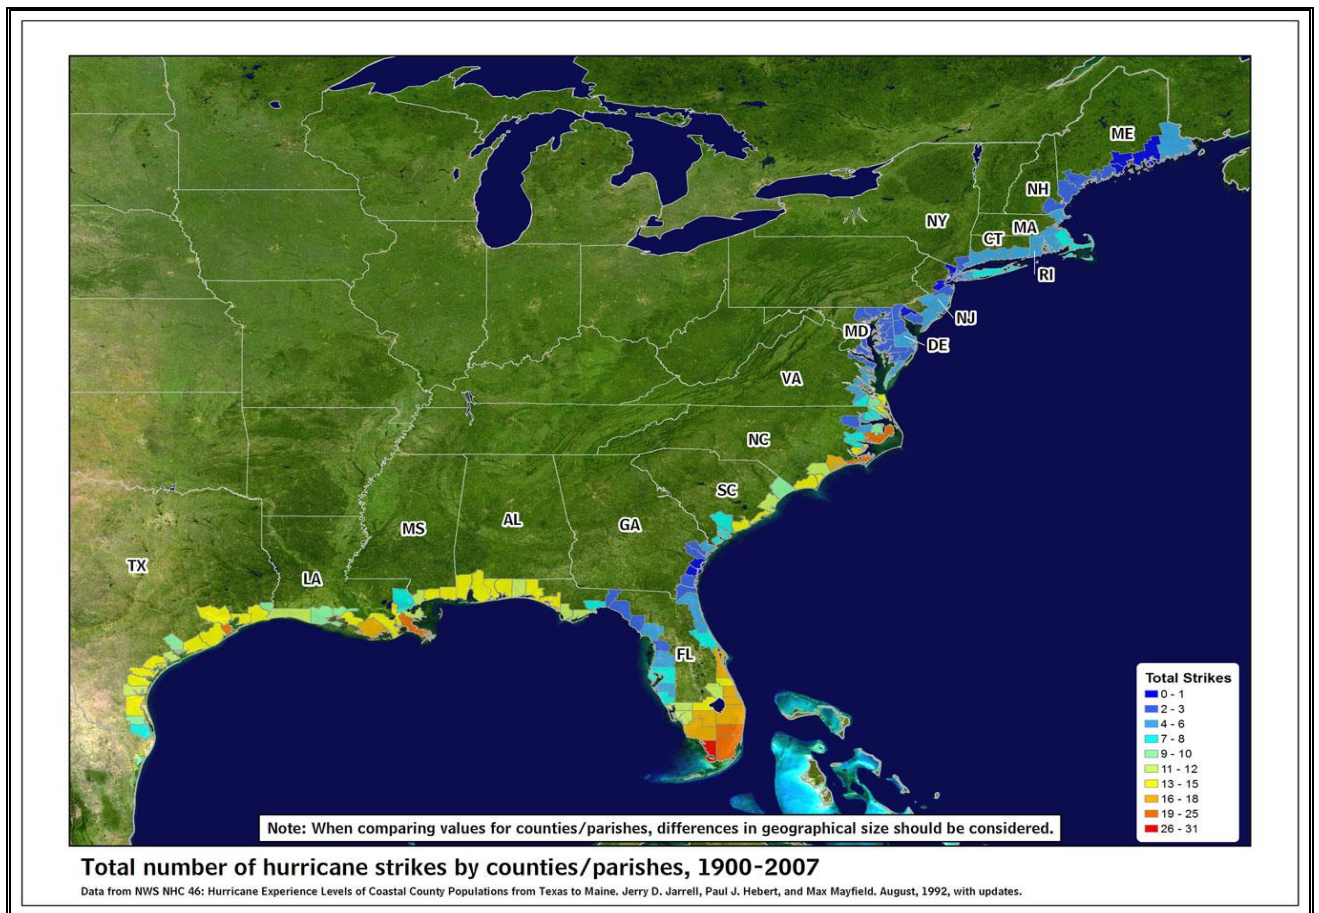 ME
NH
NY
MA
CT
RI
NJ
MD
DE
VA
NC
SC
MS
AL
GA
TX
LA
FL
Total Strikes
0 - 1
2 - 3
4 - 6
7 - 8
9 - 10
11 - 12
13 - 15
16 - 18
19 - 25
26 - 31
Note: When comparing values for counties/parishes, differences in geographical size should be considered.
Total number of hurricane strikes by counties/parishes, 1900-2007
Data from NWS NHC 46: Hurricane Experience Levels of Coastal County Populations from Texas to Maine. Jerry D. Jarrell, Paul J. Hebert, and Max Mayfield. August, 1992, with updates.